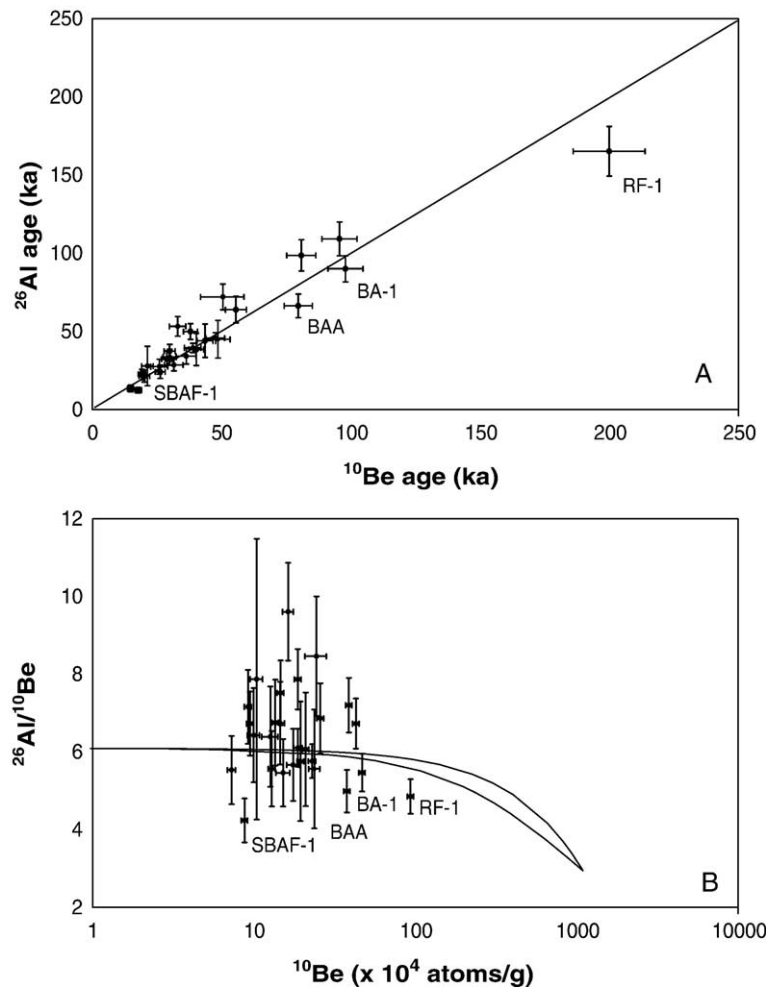 250
200
150
100
50
0
²⁶Al age (ka)
RF-1
BA-1
BAA
SBAF-1
A
0 50 100 150 200 250
¹⁰Be age (ka)
12
10
8
6
4
2
²⁶Al/¹⁰Be
BA-1 RF-1
BAA
SBAF-1
B
1 10 100 1000 10000
¹⁰Be (x 10⁴ atoms/g)